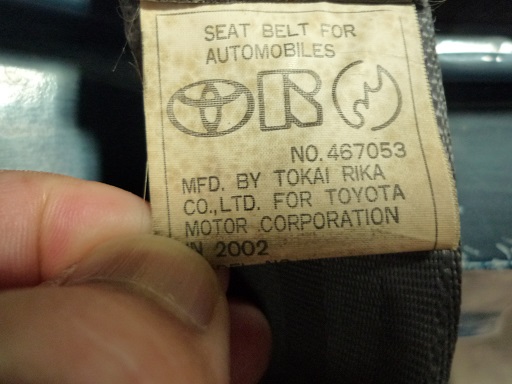 SEAT BELT FOR
AUTOMOBILES
NO. 467053
MFD. BY TOKAI RIKA
CO.,LTD. FOR TOYOTA
MOTOR CORPORATION
IN 2002